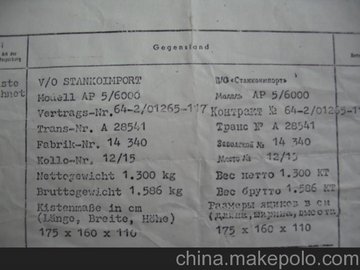 Gegenstand
V/O STANKOIMPORT
Modell AP 5/6000
Vertrags-Nr. 64-2/01265-117
Trans-Nr. A 28541
Fabrik-Nr. 14 340
Kollo-Nr. 12/15
Nettogewicht 1.300 kg
Bruttogewicht 1.586 kg
Kistenmaße in cm
(Länge, Breite, Höhe)
175 x 160 x 110
В/О «Станкоимпорт»
Модель AP 5/6000
Контракт № 64-2/01265
Транс № А 28541
Заводской № 14 340
Место № 12/15
Вес нетто 1.300 КГ
Вес брутто 1.586 КГ
Размеры ящиков в см
(длина, ширина, высота)
175 x 160 x 110
china.makepolo.com